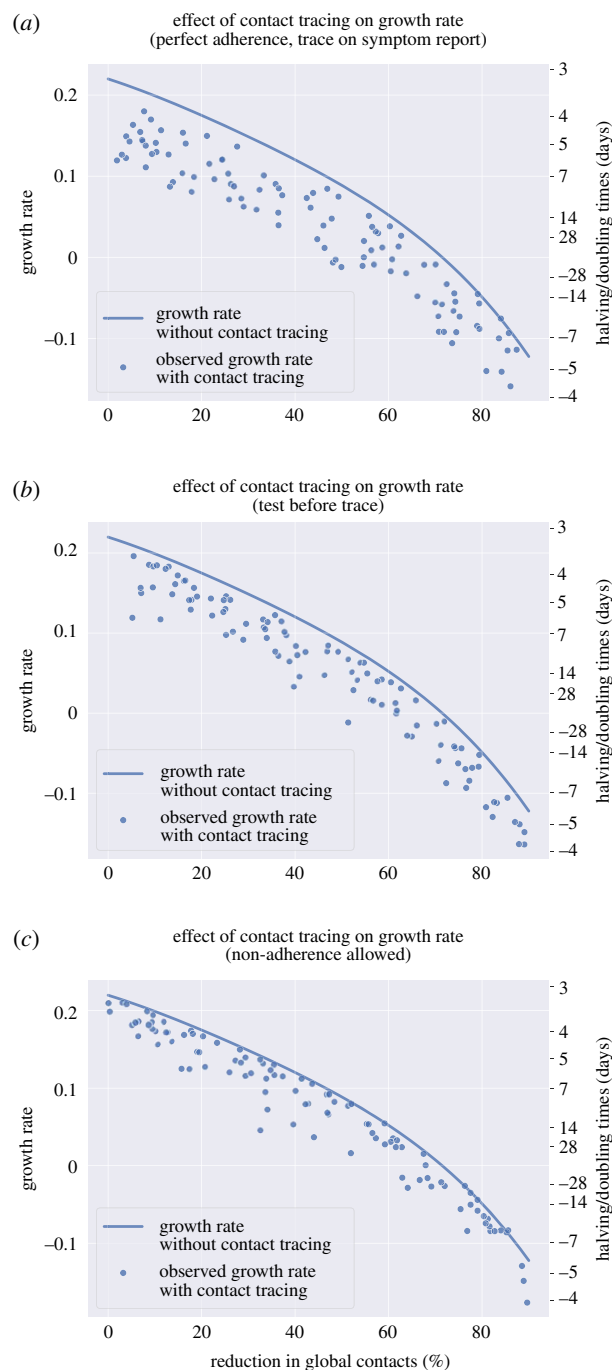 (a)
effect of contact tracing on growth rate
(perfect adherence, trace on symptom report)
growth rate
0.2
0.1
0
−0.1
growth rate
without contact tracing
observed growth rate
with contact tracing
0 20 40 60 80
3
4
5
7
14
28
−28
−14
−7
−5
−4
halving/doubling times (days)
(b)
effect of contact tracing on growth rate
(test before trace)
growth rate
0.2
0.1
0
−0.1
growth rate
without contact tracing
observed growth rate
with contact tracing
0 20 40 60 80
3
4
5
7
14
28
−28
−14
−7
−5
−4
halving/doubling times (days)
(c)
effect of contact tracing on growth rate
(non-adherence allowed)
growth rate
0.2
0.1
0
−0.1
growth rate
without contact tracing
observed growth rate
with contact tracing
0 20 40 60 80
3
4
5
7
14
28
−28
−14
−7
−5
−4
halving/doubling times (days)
reduction in global contacts (%)